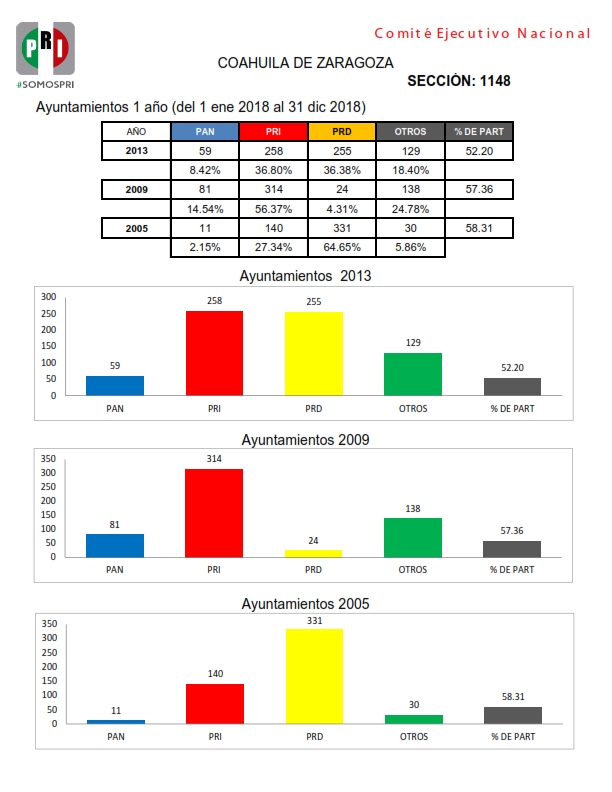 Comité Ejecutivo Nacional
PRI
#SOMOSPRI
COAHUILA DE ZARAGOZA
SECCIÓN: 1148
Ayuntamientos 1 año (del 1 ene 2018 al 31 dic 2018)
AÑO PAN PRI PRD OTROS % DE PART
2013 59 258 255 129 52.20
8.42% 36.80% 36.38% 18.40%
2009 81 314 24 138 57.36
14.54% 56.37% 4.31% 24.78%
2005 11 140 331 30 58.31
2.15% 27.34% 64.65% 5.86%
Ayuntamientos 2013
300
250
200
150
100
50
0
59 258 255 129 52.20
PAN PRI PRD OTROS % DE PART
Ayuntamientos 2009
350
300
250
200
150
100
50
0
81 314 24 138 57.36
PAN PRI PRD OTROS % DE PART
Ayuntamientos 2005
350
300
250
200
150
100
50
0
11 140 331 30 58.31
PAN PRI PRD OTROS % DE PART